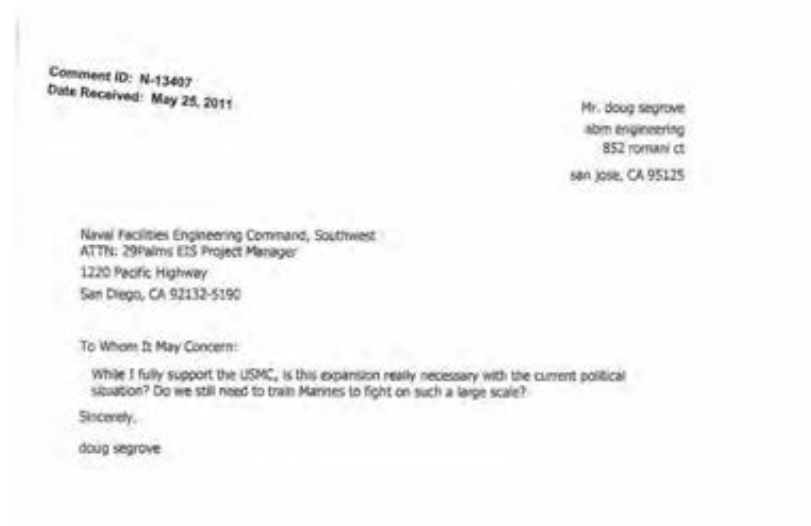 Comment ID: N-13407
Date Received: May 25, 2011
Mr. doug segrove
abm engineering
852 romani ct
san jose, CA 95125
Naval Facilities Engineering Command, Southwest
ATTN: 29Palms EIS Project Manager
1220 Pacific Highway
San Diego, CA 92132-5190
To Whom It May Concern:
While I fully support the USMC, is this expansion really necessary with the current political
situation? Do we still need to train Marines to fight on such a large scale?
Sincerely,
doug segrove